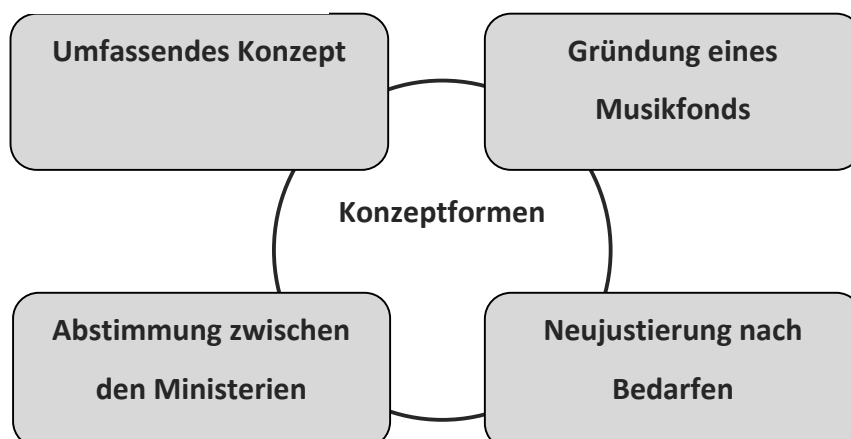 Umfassendes Konzept
Gründung eines
Musikfonds
Konzeptformen
Abstimmung zwischen
den Ministerien
Neujustierung nach
Bedarfen